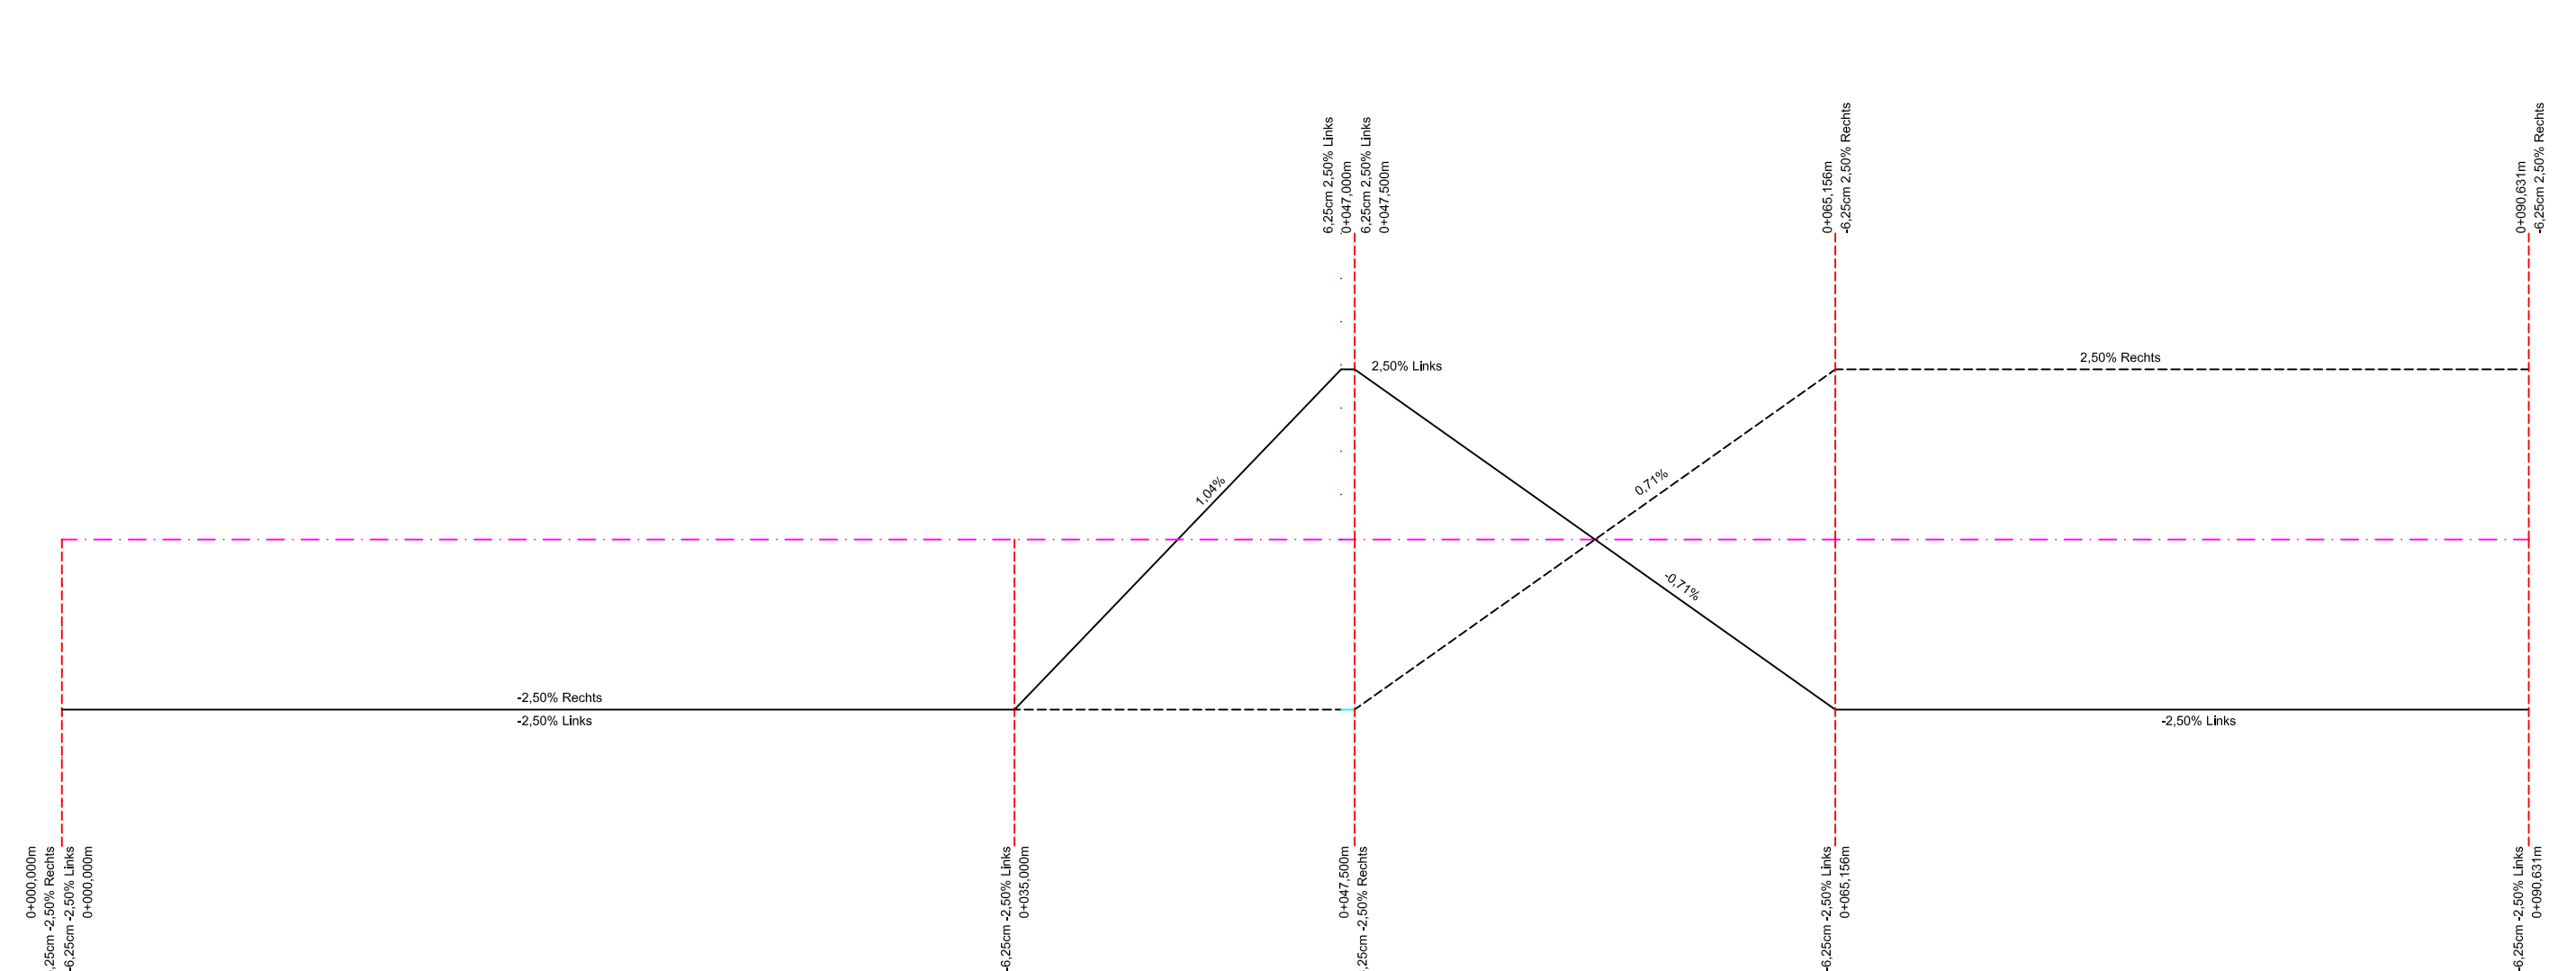 6,25cm 2,50% Links
0+047,000m
6,25cm 2,50% Links
0+047,500m
0+065,156m
-6,25cm 2,50% Rechts
0+090,631m
-6,25cm 2,50% Rechts
2,50% Links
2,50% Rechts
1,04%
0,71%
-0,71%
-2,50% Rechts
-2,50% Links
-2,50% Links
0+000,000m
,25cm -2,50% Rechts
-6,25cm -2,50% Links
0+000,000m
-6,25cm -2,50% Links
0+035,000m
0+047,500m
,25cm -2,50% Rechts
-6,25cm -2,50% Links
0+065,156m
-6,25cm -2,50% Links
0+090,631m